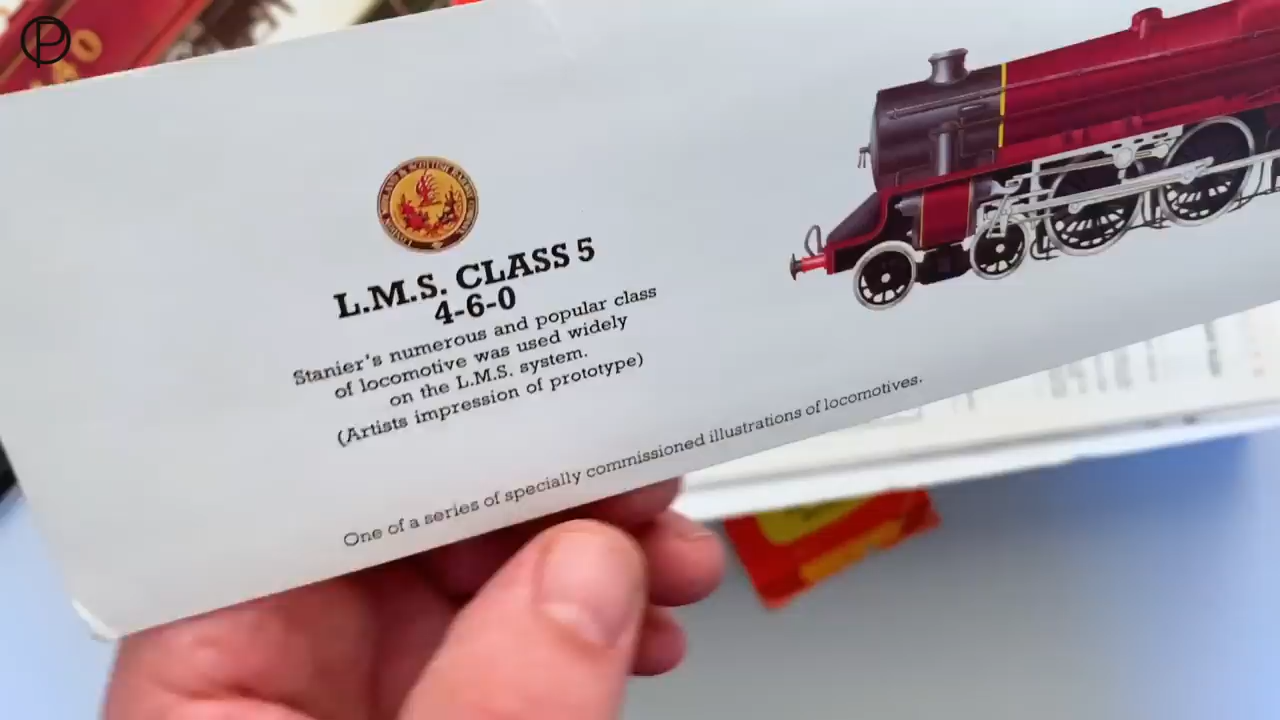 L.M.S. CLASS 5
4-6-0
Stanier's numerous and popular class
of locomotive was used widely
on the L.M.S. system.
(Artists impression of prototype)
One of a series of specially commissioned illustrations of locomotives.